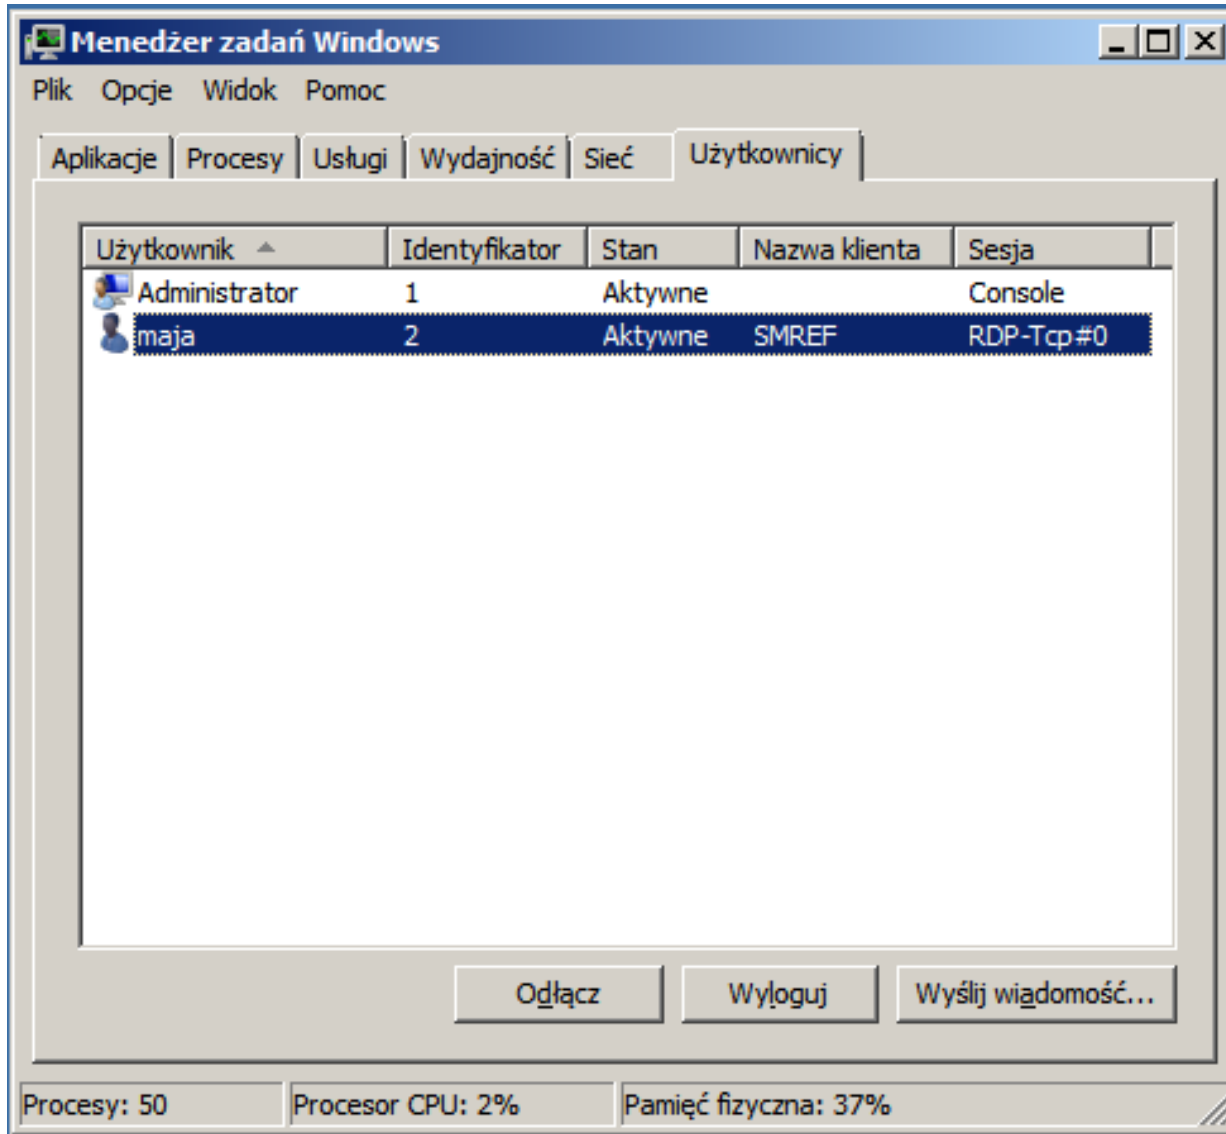 Menedżer zadań Windows
Plik Opcje Widok Pomoc
Aplikacje Procesy Usługi Wydajność Sieć Użytkownicy
Użytkownik Identyfikator Stan Nazwa klienta Sesja
Administrator 1 Aktywne Console
maja 2 Aktywne SMREF RDP-Tcp#0
Odłącz Wyloguj Wyślij wiadomość...
Procesy: 50 Procesor CPU: 2% Pamięć fizyczna: 37%